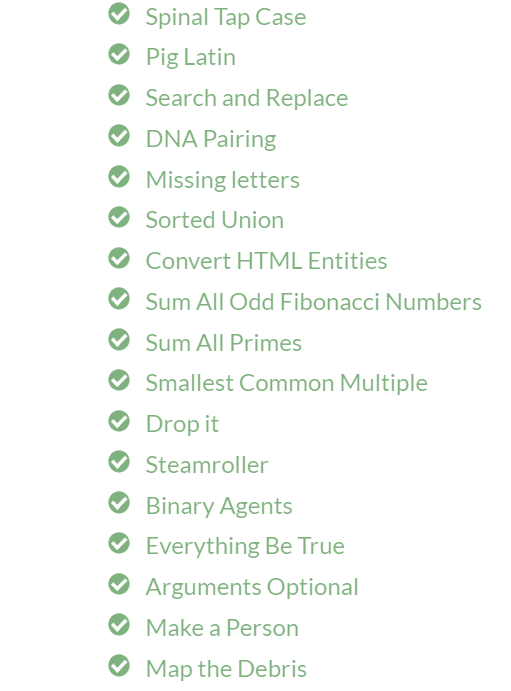 Spinal Tap Case
Pig Latin
Search and Replace
DNA Pairing
Missing letters
Sorted Union
Convert HTML Entities
Sum All Odd Fibonacci Numbers
Sum All Primes
Smallest Common Multiple
Drop it
Steamroller
Binary Agents
Everything Be True
Arguments Optional
Make a Person
Map the Debris